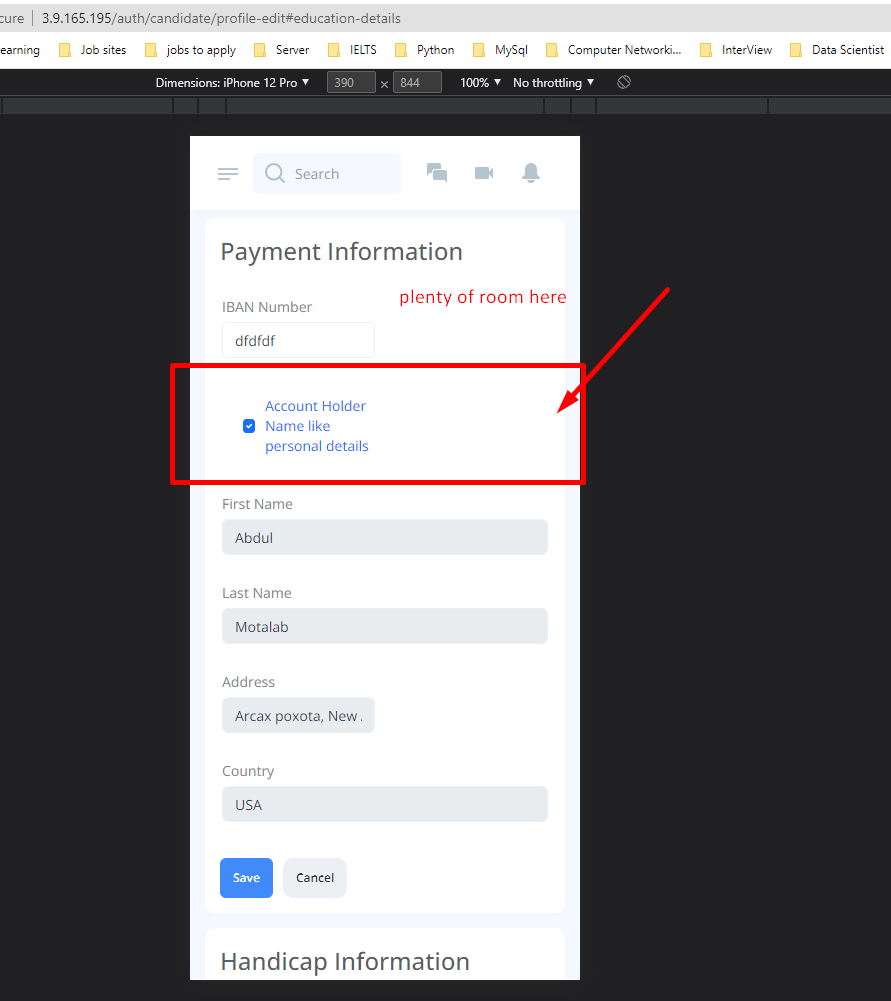 cure | 3.9.165.195/auth/candidate/profile-edit#education-details
earning Job sites jobs to apply Server IELTS Python MySql Computer Networki... InterView Data Scientist
Dimensions: iPhone 12 Pro ▼ 390 × 844 100% ▼ No throttling ▼
Search
Payment Information
plenty of room here
IBAN Number
dfdfdf
Account Holder
Name like
personal details
First Name
Abdul
Last Name
Motalab
Address
Arcax poxota, New
Country
USA
Save Cancel
Handicap Information